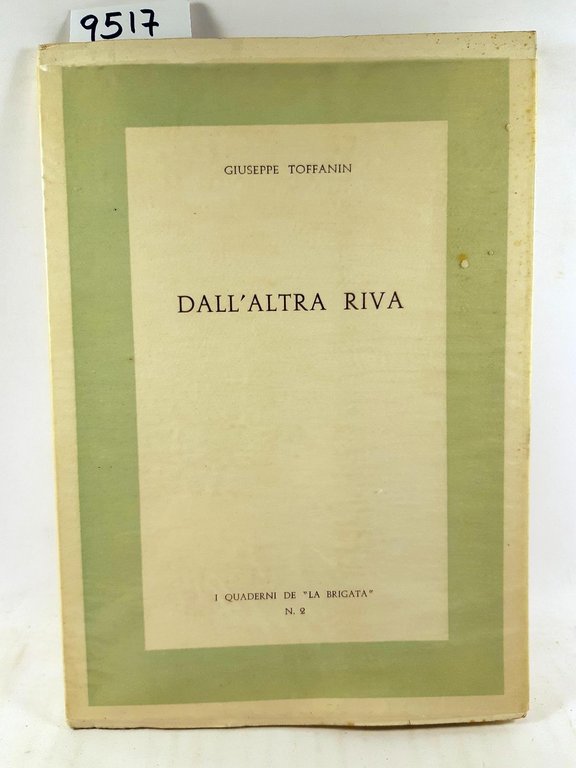 9517
GIUSEPPE TOFFANIN
DALL'ALTRA RIVA
I QUADERNI DE "LA BRIGATA"
N. 2